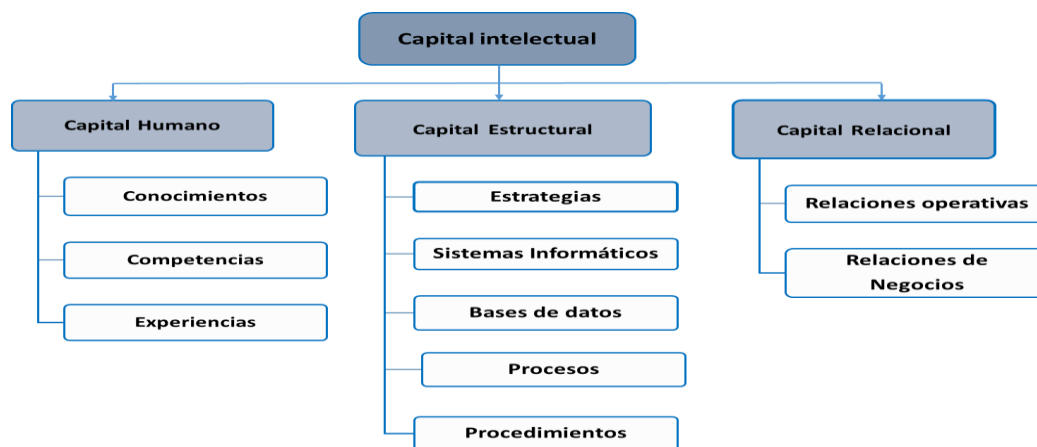 Capital intelectual
Capital Humano
Conocimientos
Competencias
Experiencias
Capital Estructural
Estrategias
Sistemas Informáticos
Bases de datos
Procesos
Procedimientos
Capital Relacional
Relaciones operativas
Relaciones de
Negocios